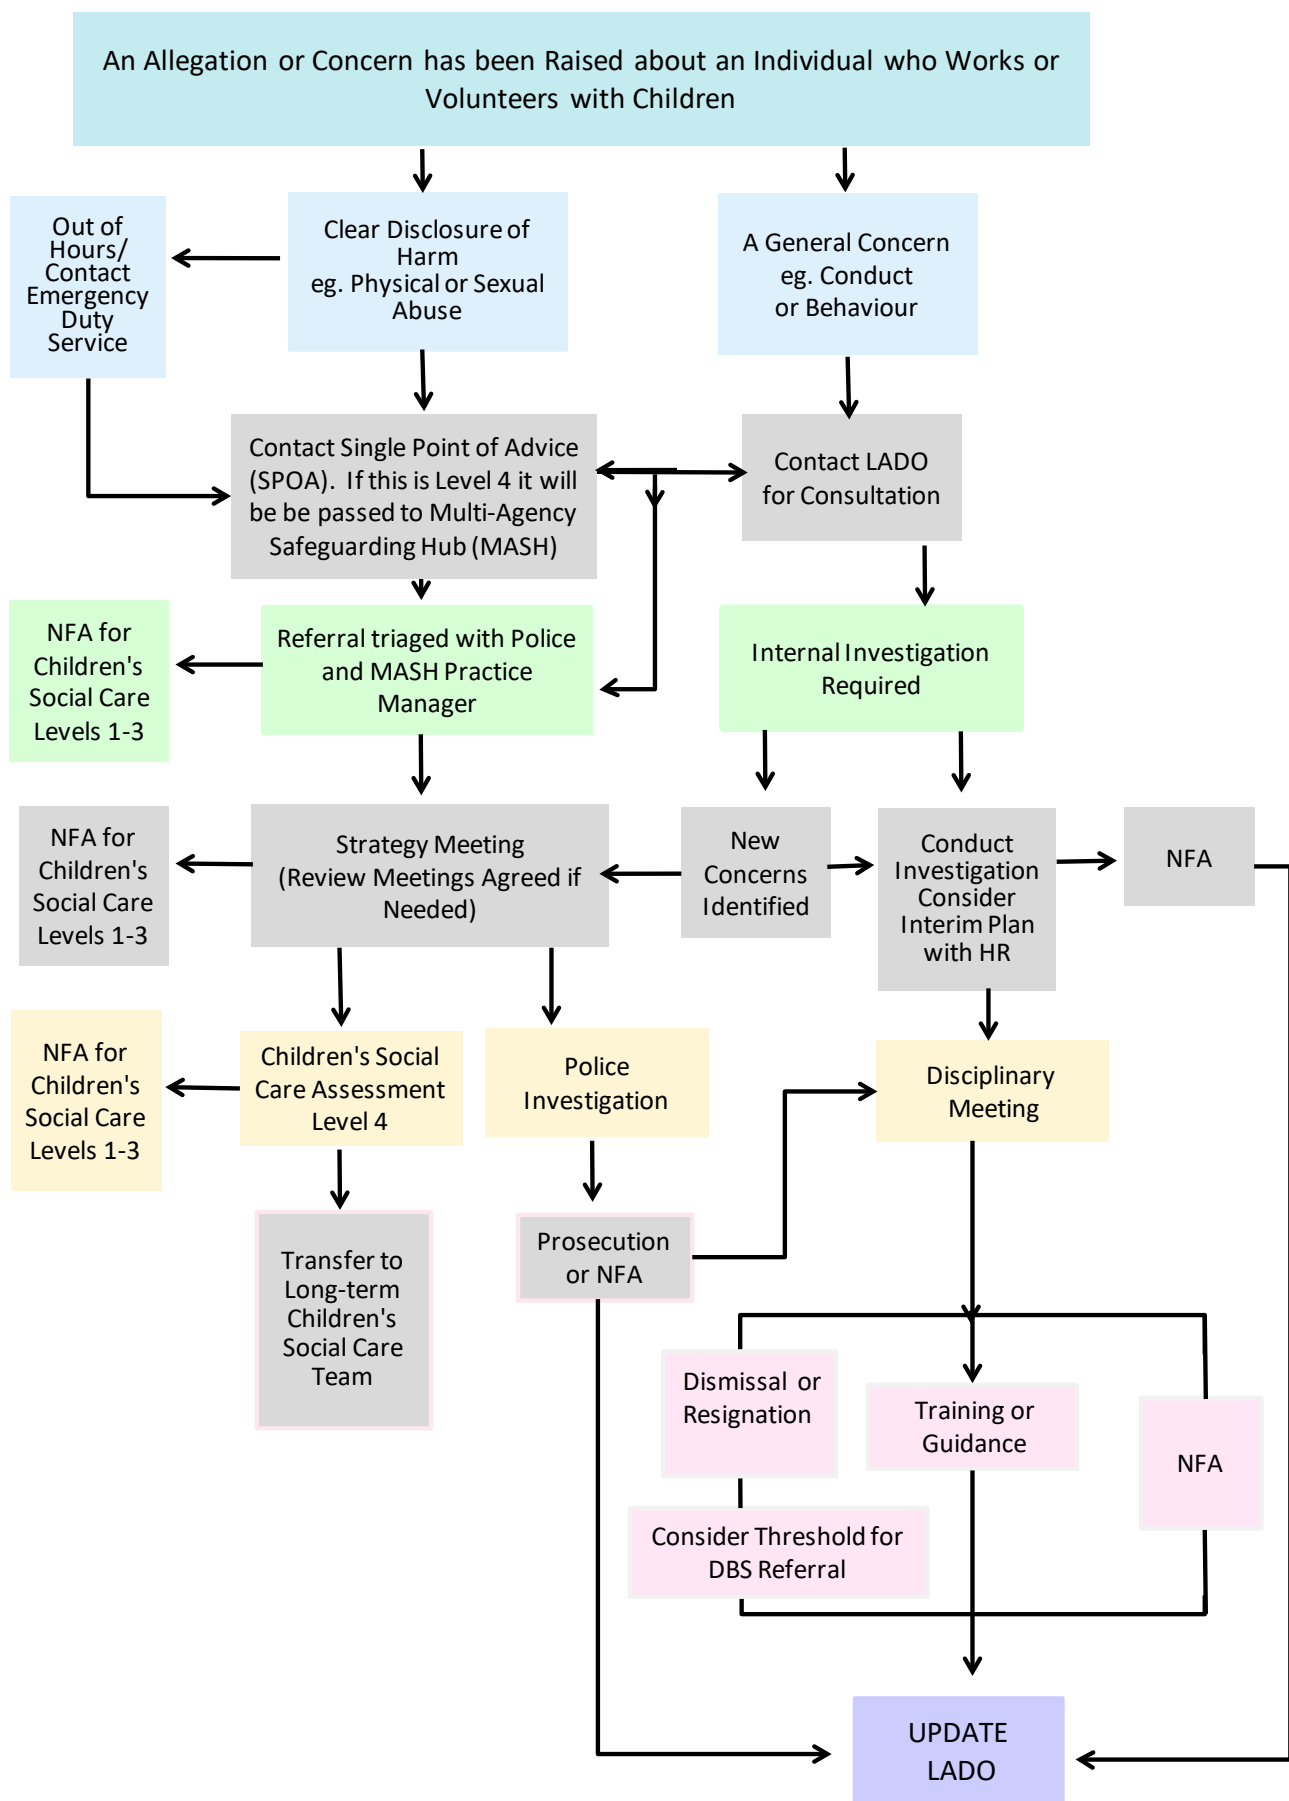 An Allegation or Concern has been Raised about an Individual who Works or
Volunteers with Children
Out of
Hours/
Contact
Emergency
Duty
Service
Clear Disclosure of
Harm
eg. Physical or Sexual
Abuse
A General Concern
eg. Conduct
or Behaviour
Contact Single Point of Advice
(SPOA). If this is Level 4 it will
be be passed to Multi-Agency
Safeguarding Hub (MASH)
Contact LADO
for Consultation
NFA for
Children's
Social Care
Levels 1-3
Referral triaged with Police
and MASH Practice
Manager
Internal Investigation
Required
NFA for
Children's
Social Care
Levels 1-3
Strategy Meeting
(Review Meetings Agreed if
Needed)
New
Concerns
Identified
Conduct
Investigation
Consider
Interim Plan
with HR
NFA
NFA for
Children's
Social Care
Levels 1-3
Children's Social
Care Assessment
Level 4
Police
Investigation
Disciplinary
Meeting
Transfer to
Long-term
Children's
Social Care
Team
Prosecution
or NFA
Dismissal or
Resignation
Training or
Guidance
NFA
Consider Threshold for
DBS Referral
UPDATE
LADO